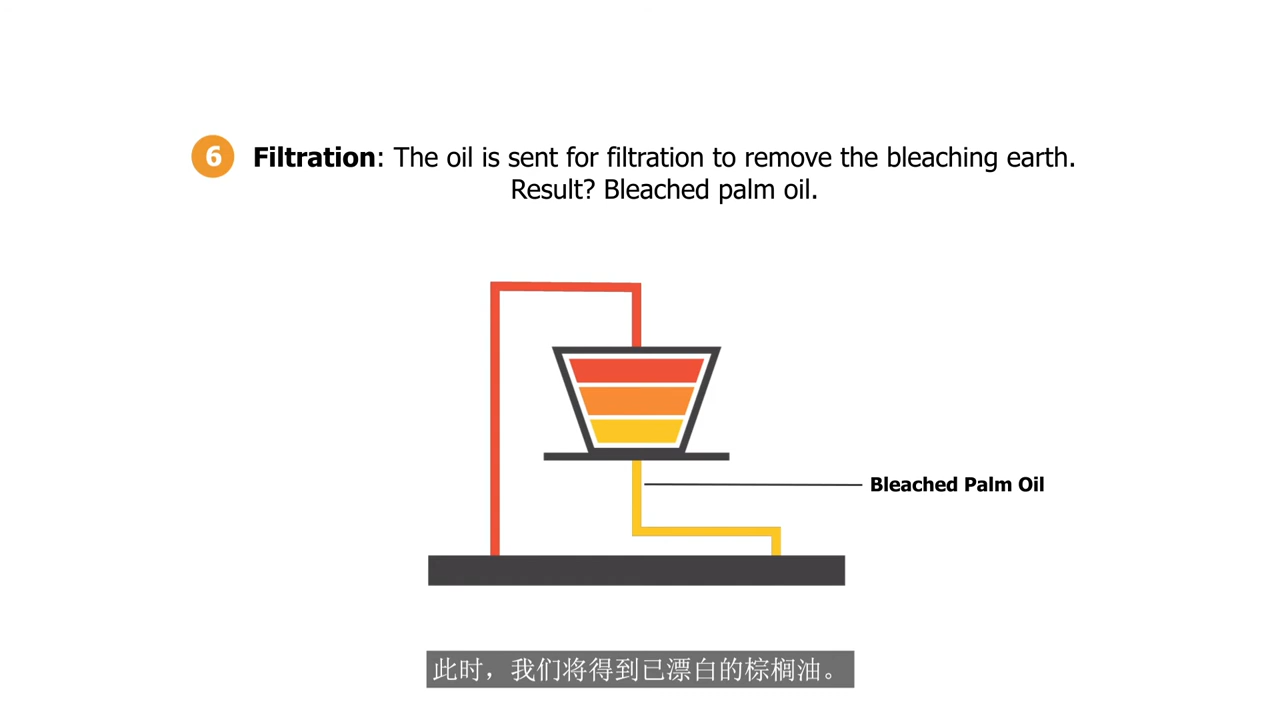 6 Filtration: The oil is sent for filtration to remove the bleaching earth.
Result? Bleached palm oil.
Bleached Palm Oil
此时，我们将得到已漂白的棕榈油。